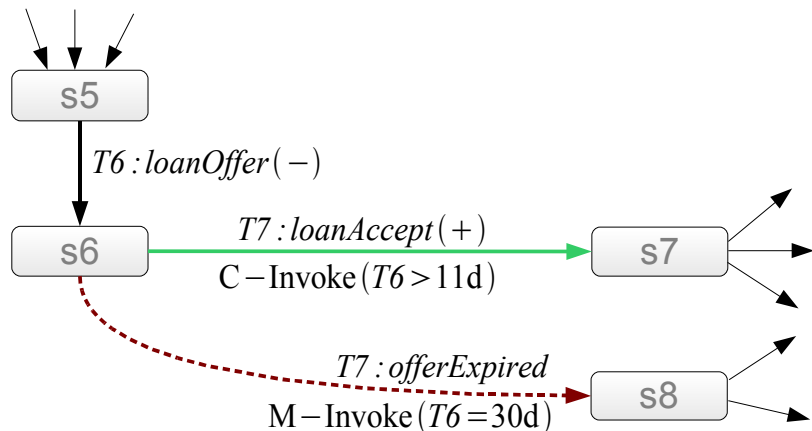 s5
T6 : loanOffer(−)
s6
T7 : loanAccept(+)
C−Invoke(T6>11d)
s7
T7 : offerExpired
M−Invoke(T6=30d)
s8